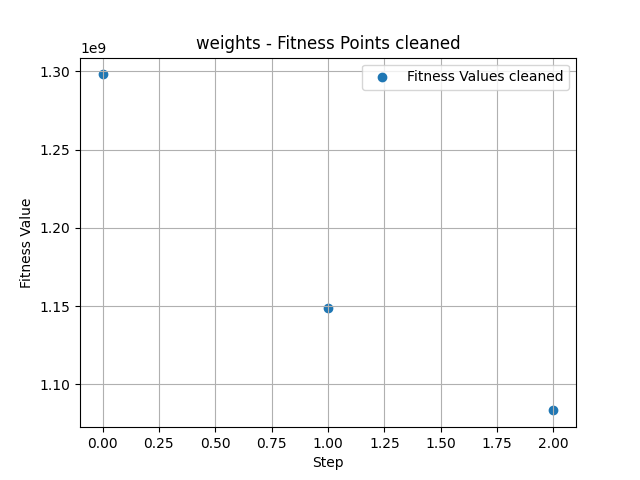 weights - Fitness Points cleaned
1e9
Fitness Values cleaned
1.30
1.25
1.20
1.15
1.10
Fitness Value
0.00 0.25 0.50 0.75 1.00 1.25 1.50 1.75 2.00
Step